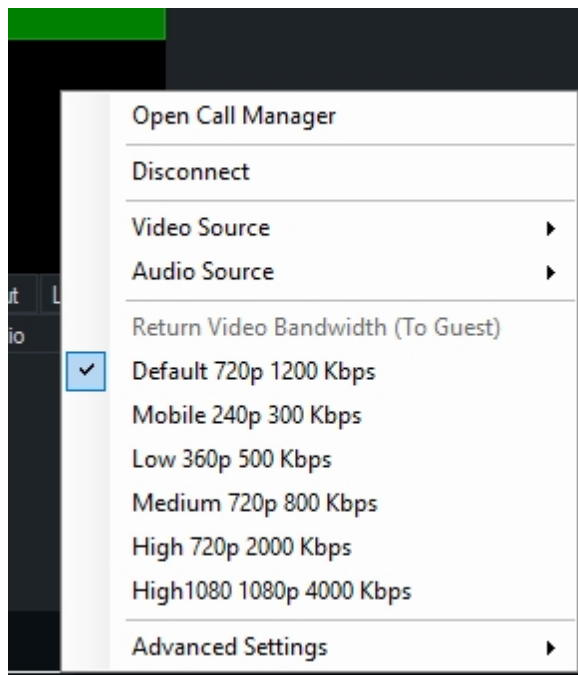 Open Call Manager
Disconnect
Video Source
Audio Source
Return Video Bandwidth (To Guest)
Default 720p 1200 Kbps
Mobile 240p 300 Kbps
Low 360p 500 Kbps
Medium 720p 800 Kbps
High 720p 2000 Kbps
High1080 1080p 4000 Kbps
Advanced Settings